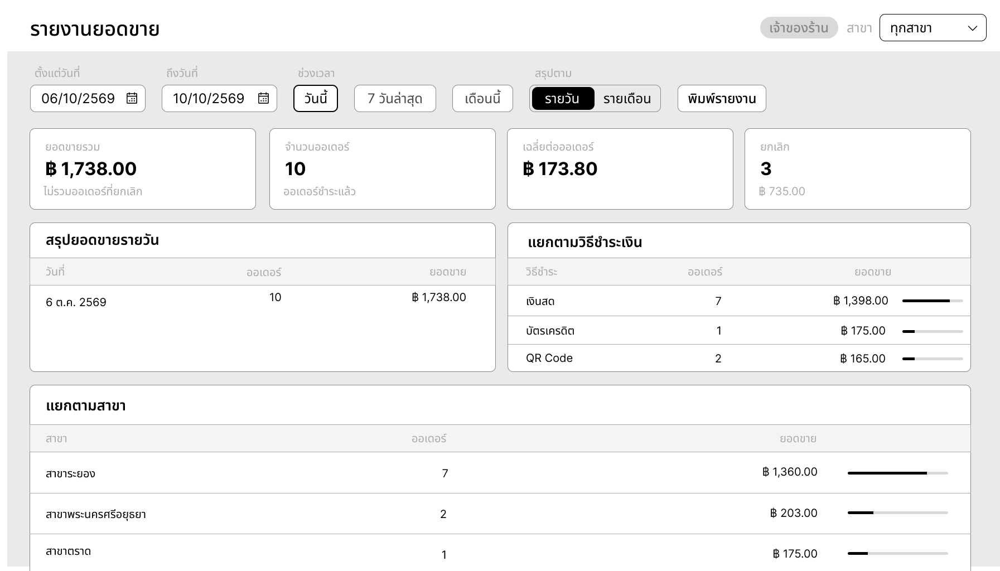 รายงานยอดขาย
เจ้าของร้าน สาขา ทุกสาขา
ตั้งแต่วันที่ ถึงวันที่ ช่วงเวลา สรุปตาม
06/10/2569 10/10/2569 วันนี้ 7 วันล่าสุด เดือนนี้ รายวัน รายเดือน พิมพ์รายงาน
ยอดขายรวม จำนวนออเดอร์ เฉลี่ยต่อออเดอร์ ยกเลิก
฿ 1,738.00 10 ฿ 173.80 3
ไม่รวมออเดอร์ที่ยกเลิก ออเดอร์ชำระแล้ว ฿ 735.00
สรุปยอดขายรายวัน
วันที่ ออเดอร์ ยอดขาย
6 ต.ค. 2569 10 ฿ 1,738.00
แยกตามวิธีชำระเงิน
วิธีชำระ ออเดอร์ ยอดขาย
เงินสด 7 ฿ 1,398.00
บัตรเครดิต 1 ฿ 175.00
QR Code 2 ฿ 165.00
แยกตามสาขา
สาขา ออเดอร์ ยอดขาย
สาขาระยอง 7 ฿ 1,360.00
สาขาพระนครศรีอยุธยา 2 ฿ 203.00
สาขาตราด 1 ฿ 175.00